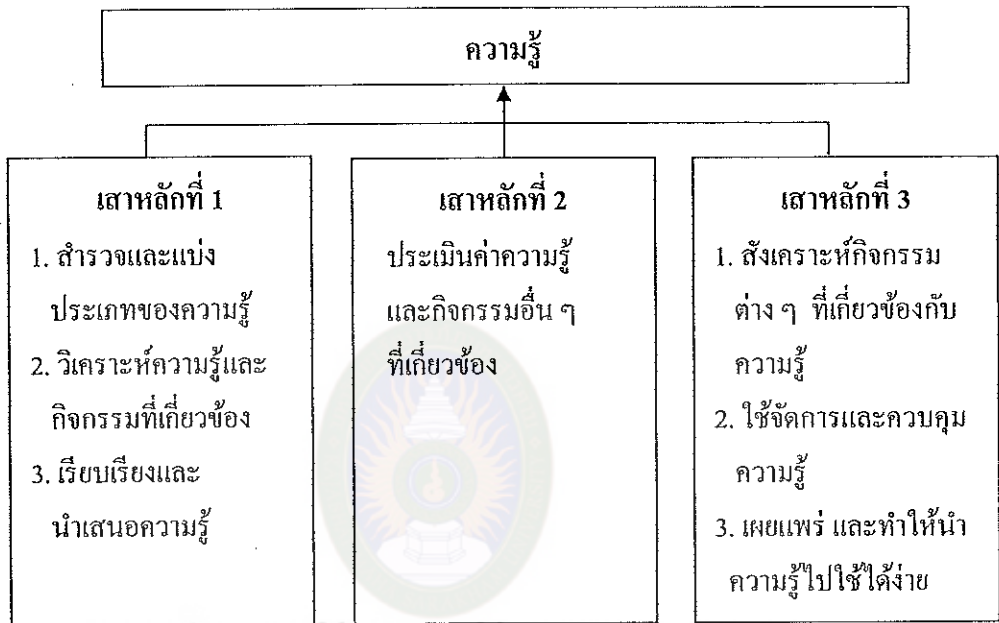 ความรู้
เสาหลักที่ 1
1. สำรวจและแบ่ง
ประเภทของความรู้
2. วิเคราะห์ความรู้และ
กิจกรรมที่เกี่ยวข้อง
3. เรียบเรียงและ
นำเสนอความรู้
เสาหลักที่ 2
ประเมินค่าความรู้
และกิจกรรมอื่น ๆ
ที่เกี่ยวข้อง
เสาหลักที่ 3
1. สังเคราะห์กิจกรรม
ต่าง ๆ ที่เกี่ยวข้องกับ
ความรู้
2. ใช้จัดการและควบคุม
ความรู้
3. เผยแพร่ และทำให้นำ
ความรู้ไปใช้ได้ง่าย